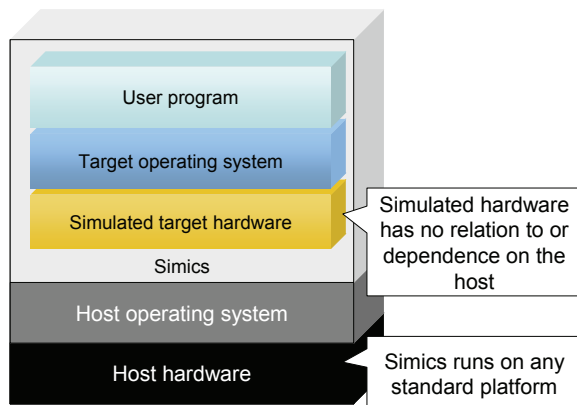 User program
Target operating system
Simulated target hardware
Simics
Simulated hardware
has no relation to or
dependence on the
host
Host operating system
Host hardware
Simics runs on any
standard platform